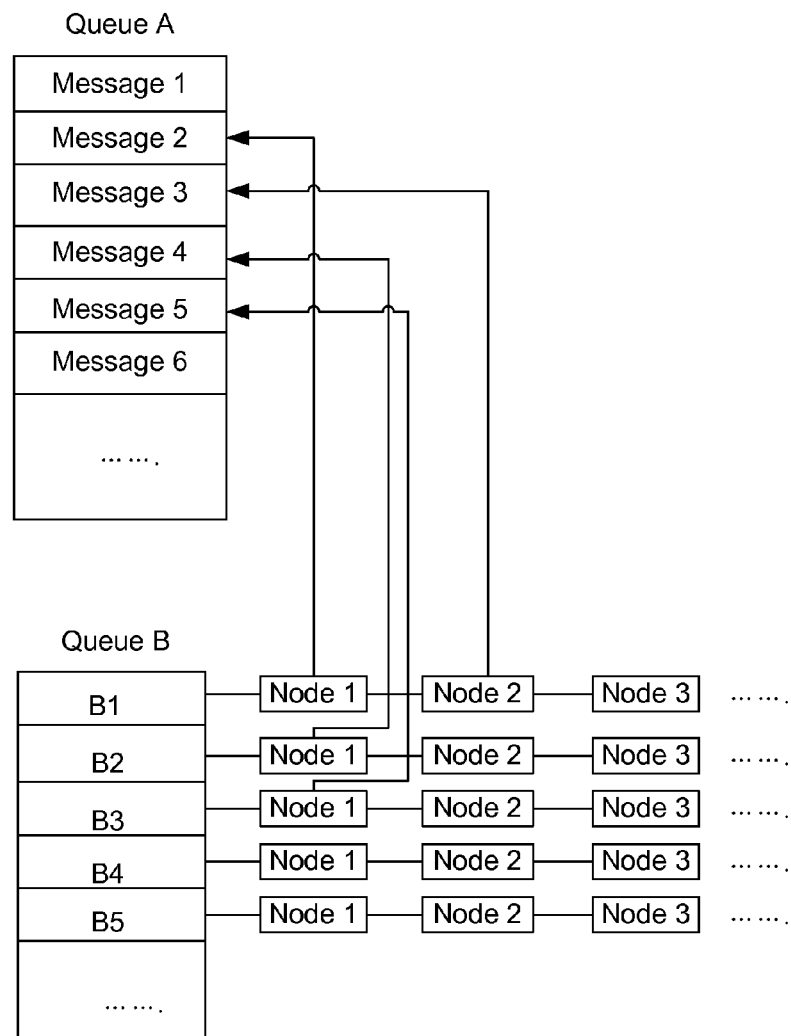 Queue A
Message 1
Message 2
Message 3
Message 4
Message 5
Message 6
... ... .
Queue B
B1 Node 1 Node 2 Node 3 ... ... .
B2 Node 1 Node 2 Node 3 ... ... .
B3 Node 1 Node 2 Node 3 ... ... .
B4 Node 1 Node 2 Node 3 ... ... .
B5 Node 1 Node 2 Node 3 ... ... .
... ... .